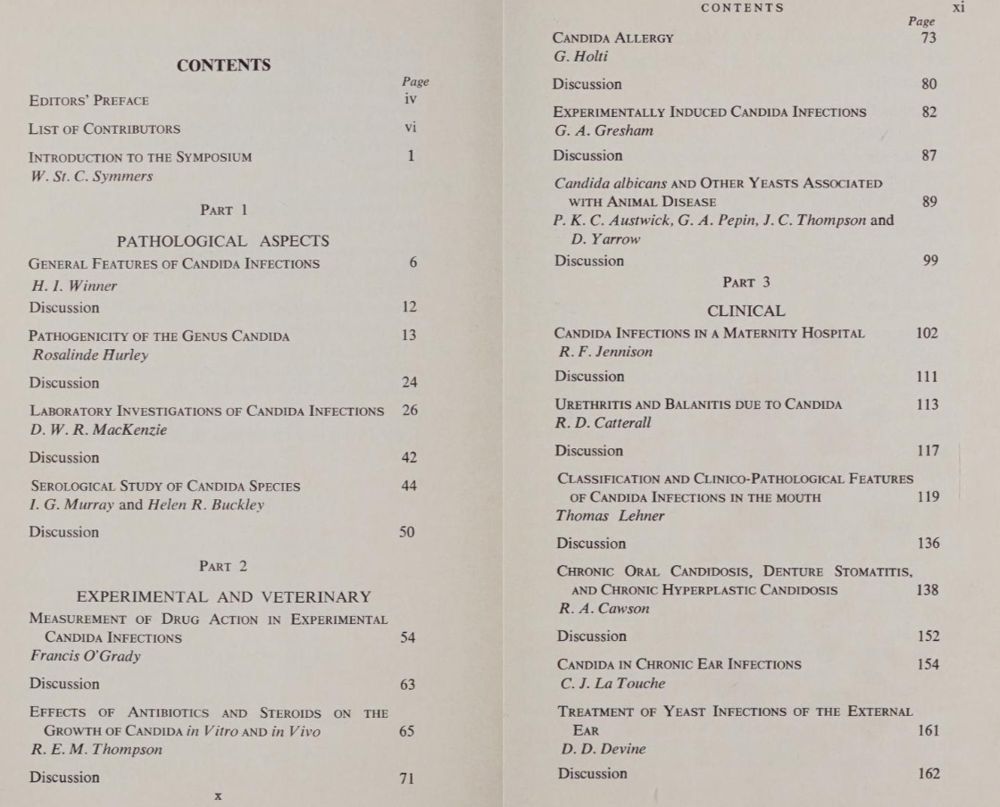 CONTENTS
Page
EDITORS' PREFACE iv
LIST OF CONTRIBUTORS vi
INTRODUCTION TO THE SYMPOSIUM 1
W. St. C. Symmers
PART 1
PATHOLOGICAL ASPECTS
GENERAL FEATURES OF CANDIDA INFECTIONS 6
H. I. Winner
Discussion 12
PATHOGENICITY OF THE GENUS CANDIDA 13
Rosalinde Hurley
Discussion 24
LABORATORY INVESTIGATIONS OF CANDIDA INFECTIONS 26
D. W. R. MacKenzie
Discussion 42
SEROLOGICAL STUDY OF CANDIDA SPECIES 44
I. G. Murray and Helen R. Buckley
Discussion 50
PART 2
EXPERIMENTAL AND VETERINARY
MEASUREMENT OF DRUG ACTION IN EXPERIMENTAL
CANDIDA INFECTIONS 54
Francis O'Grady
Discussion 63
EFFECTS OF ANTIBIOTICS AND STEROIDS ON THE
GROWTH OF CANDIDA in Vitro AND in Vivo 65
R. E. M. Thompson
Discussion 71
x
CONTENTS xi
Page
CANDIDA ALLERGY 73
G. Holti
Discussion 80
EXPERIMENTALLY INDUCED CANDIDA INFECTIONS 82
G. A. Gresham
Discussion 87
Candida albicans AND OTHER YEASTS ASSOCIATED
WITH ANIMAL DISEASE 89
P. K. C. Austwick, G. A. Pepin, J. C. Thompson and
D. Yarrow
Discussion 99
PART 3
CLINICAL
CANDIDA INFECTIONS IN A MATERNITY HOSPITAL 102
R. F. Jennison
Discussion 111
URETHRITIS AND BALANITIS DUE TO CANDIDA 113
R. D. Catterall
Discussion 117
CLASSIFICATION AND CLINICO-PATHOLOGICAL FEATURES
OF CANDIDA INFECTIONS IN THE MOUTH 119
Thomas Lehner
Discussion 136
CHRONIC ORAL CANDIDOSIS, DENTURE STOMATITIS,
AND CHRONIC HYPERPLASTIC CANDIDOSIS 138
R. A. Cawson
Discussion 152
CANDIDA IN CHRONIC EAR INFECTIONS 154
C. J. La Touche
TREATMENT OF YEAST INFECTIONS OF THE EXTERNAL
EAR 161
D. D. Devine
Discussion 162